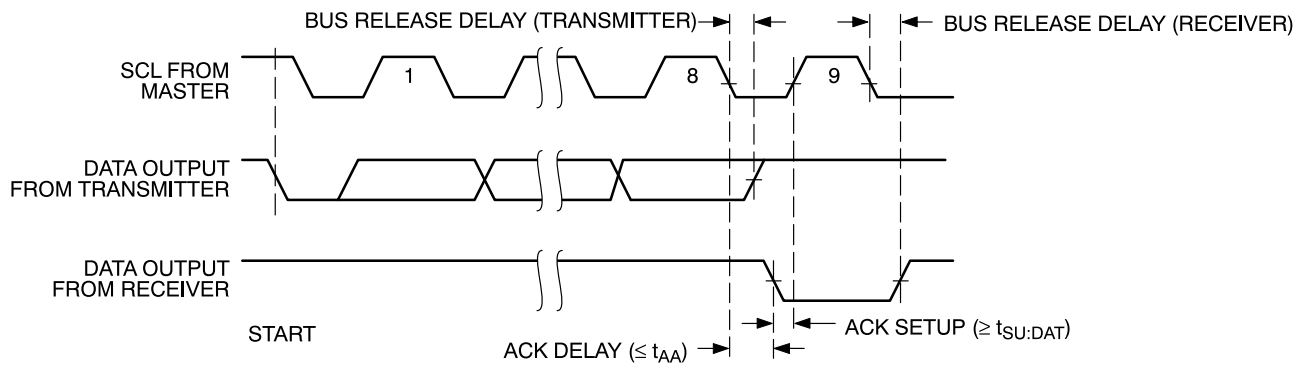 BUS RELEASE DELAY (TRANSMITTER)
BUS RELEASE DELAY (RECEIVER)
SCL FROM
MASTER
1
8
9
DATA OUTPUT
FROM TRANSMITTER
DATA OUTPUT
FROM RECEIVER
START
ACK SETUP (≥ tSU:DAT)
ACK DELAY (≤ tAA)